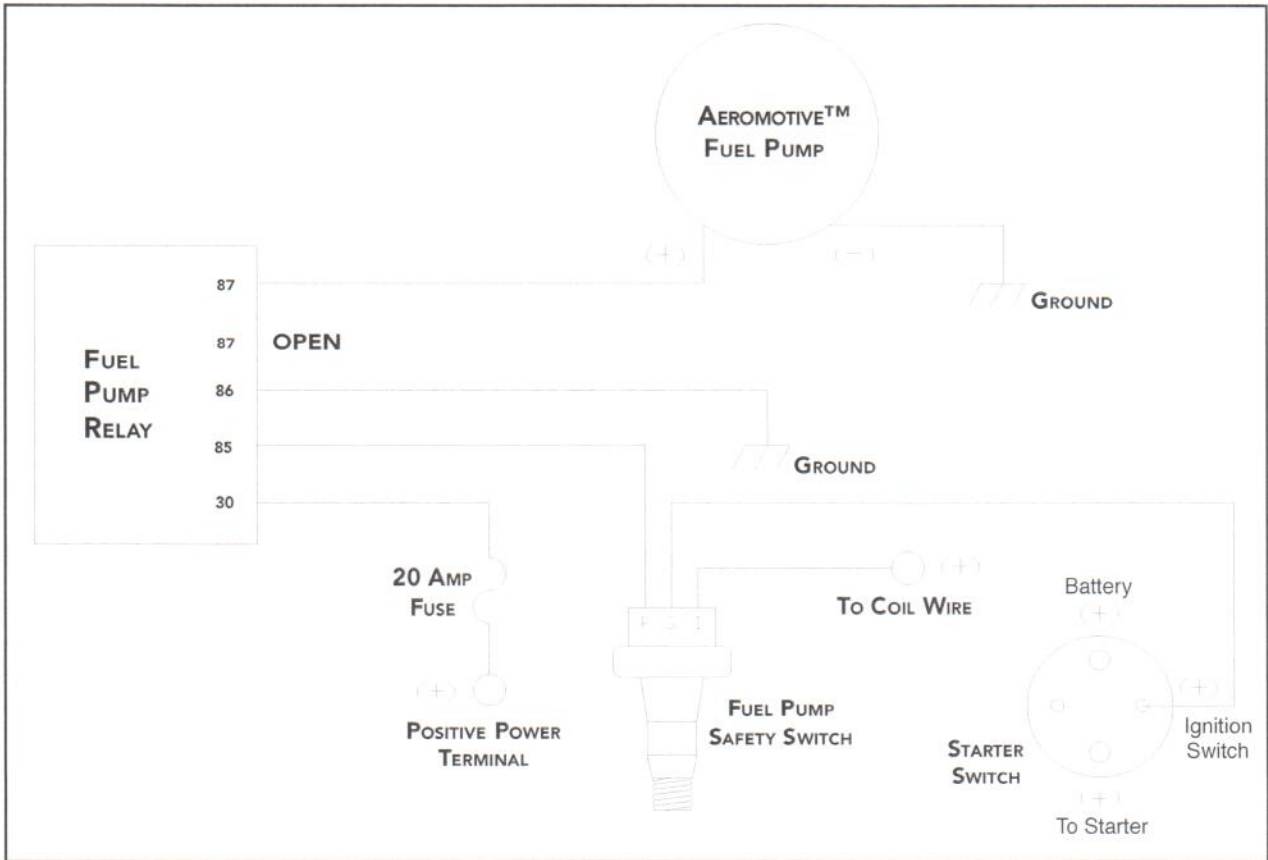 AEROMOTIVE™
FUEL PUMP
(+)
(−)
GROUND
87
87
OPEN
86
85
30
FUEL
PUMP
RELAY
GROUND
20 AMP
FUSE
(+)
TO COIL WIRE
P S I
Battery
(+)
(+)
POSITIVE POWER
TERMINAL
FUEL PUMP
SAFETY SWITCH
(+)
Ignition
Switch
STARTER
SWITCH
(+)
To Starter